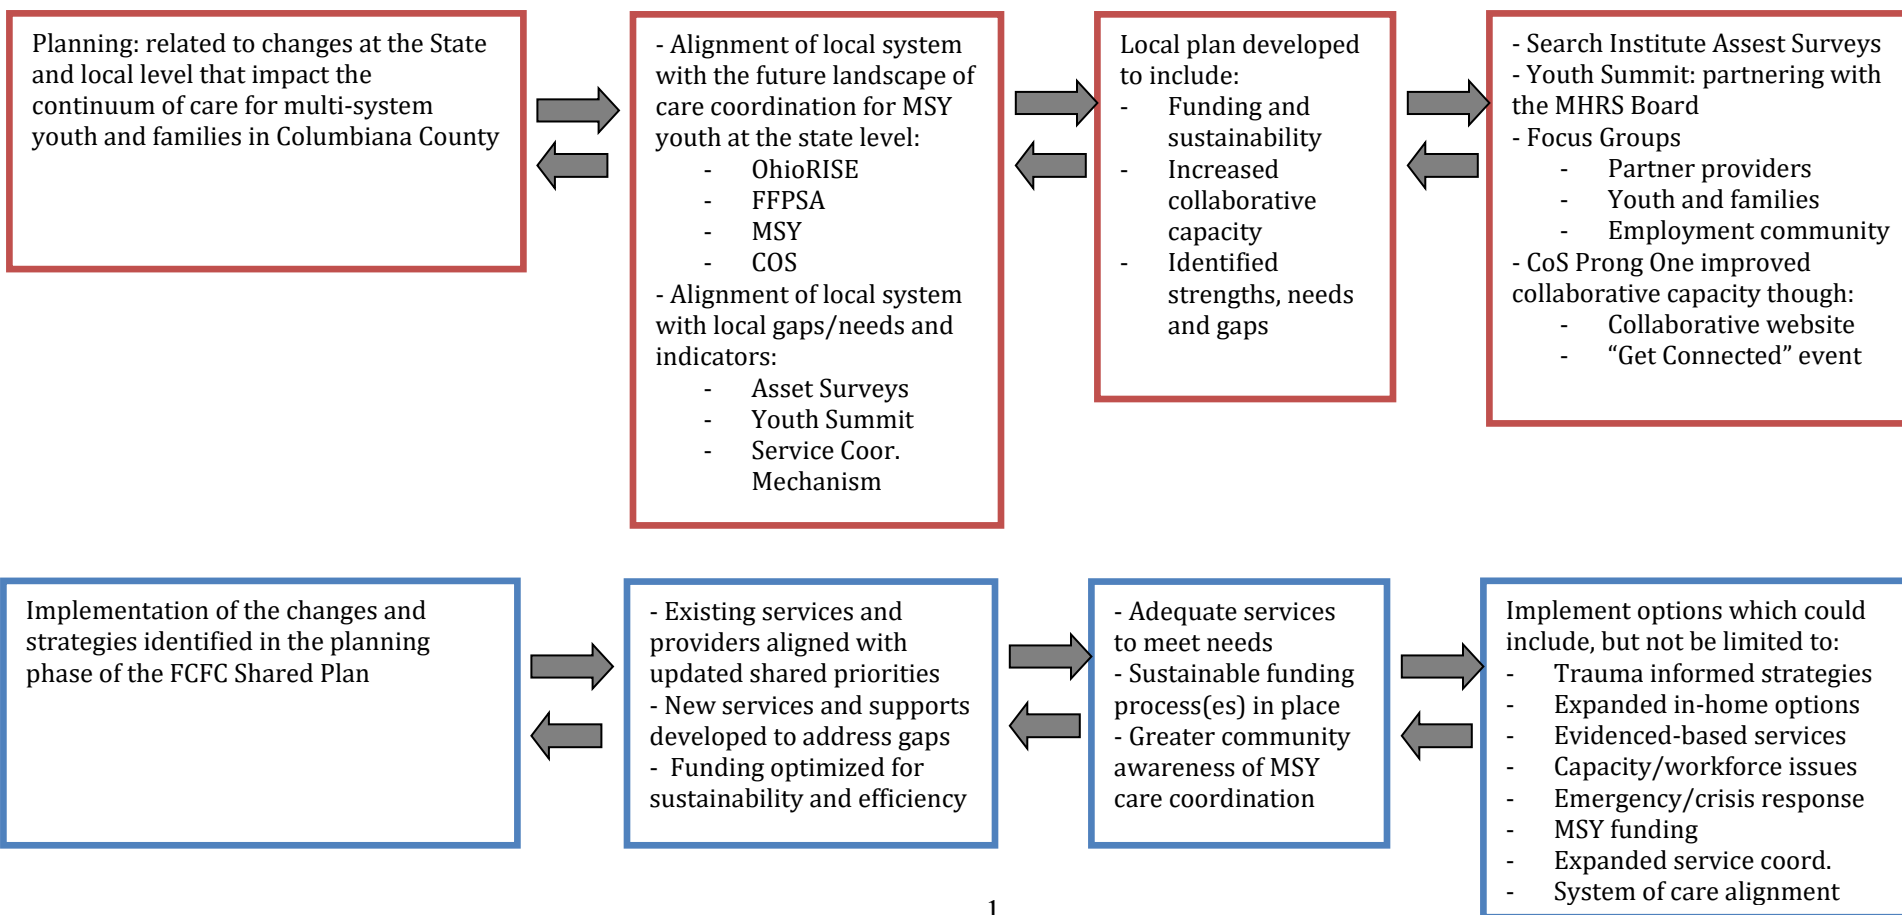 Planning: related to changes at the State
and local level that impact the
continuum of care for multi-system
youth and families in Columbiana County
- Alignment of local system
with the future landscape of
care coordination for MSY
youth at the state level:
- OhioRISE
- FFPSA
- MSY
- COS
- Alignment of local system
with local gaps/needs and
indicators:
- Asset Surveys
- Youth Summit
- Service Coor.
Mechanism
Local plan developed
to include:
- Funding and
sustainability
- Increased
collaborative
capacity
- Identified
strengths, needs
and gaps
- Search Institute Assest Surveys
- Youth Summit: partnering with
the MHRS Board
- Focus Groups
- Partner providers
- Youth and families
- Employment community
- CoS Prong One improved
collaborative capacity though:
- Collaborative website
- “Get Connected” event
Implementation of the changes and
strategies identified in the planning
phase of the FCFC Shared Plan
- Existing services and
providers aligned with
updated shared priorities
- New services and supports
developed to address gaps
- Funding optimized for
sustainability and efficiency
- Adequate services
to meet needs
- Sustainable funding
process(es) in place
- Greater community
awareness of MSY
care coordination
Implement options which could
include, but not be limited to:
- Trauma informed strategies
- Expanded in-home options
- Evidenced-based services
- Capacity/workforce issues
- Emergency/crisis response
- MSY funding
- Expanded service coord.
- System of care alignment
1